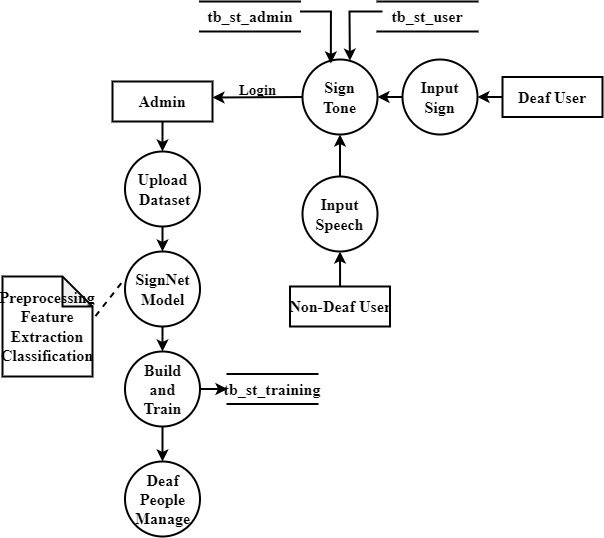 tb_st_admin
tb_st_user
Sign
Tone
Input
Sign
Deaf User
Login
Admin
Upload
Dataset
Input
Speech
SignNet
Model
Preprocessing
Feature
Extraction
Classification
Non-Deaf User
Build
and
Train
tb_st_training
Deaf
People
Manage